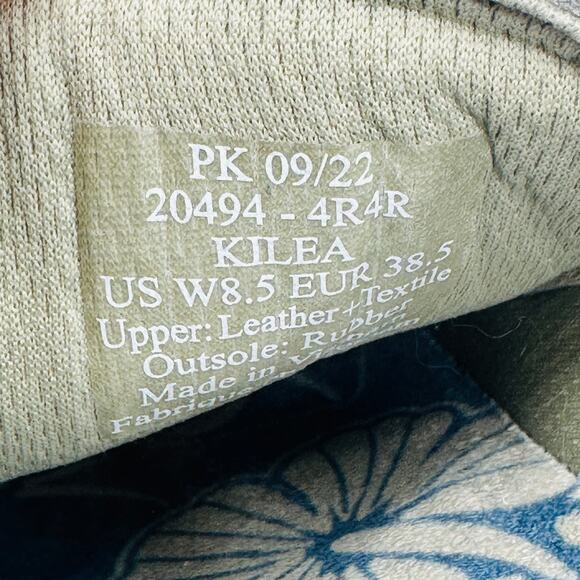 PK 09/22
20494 - 4R4R
KILEA
US W8.5 EUR 38.5
Upper: Leather + Textile
Outsole: Rubber
Made in Vietnam